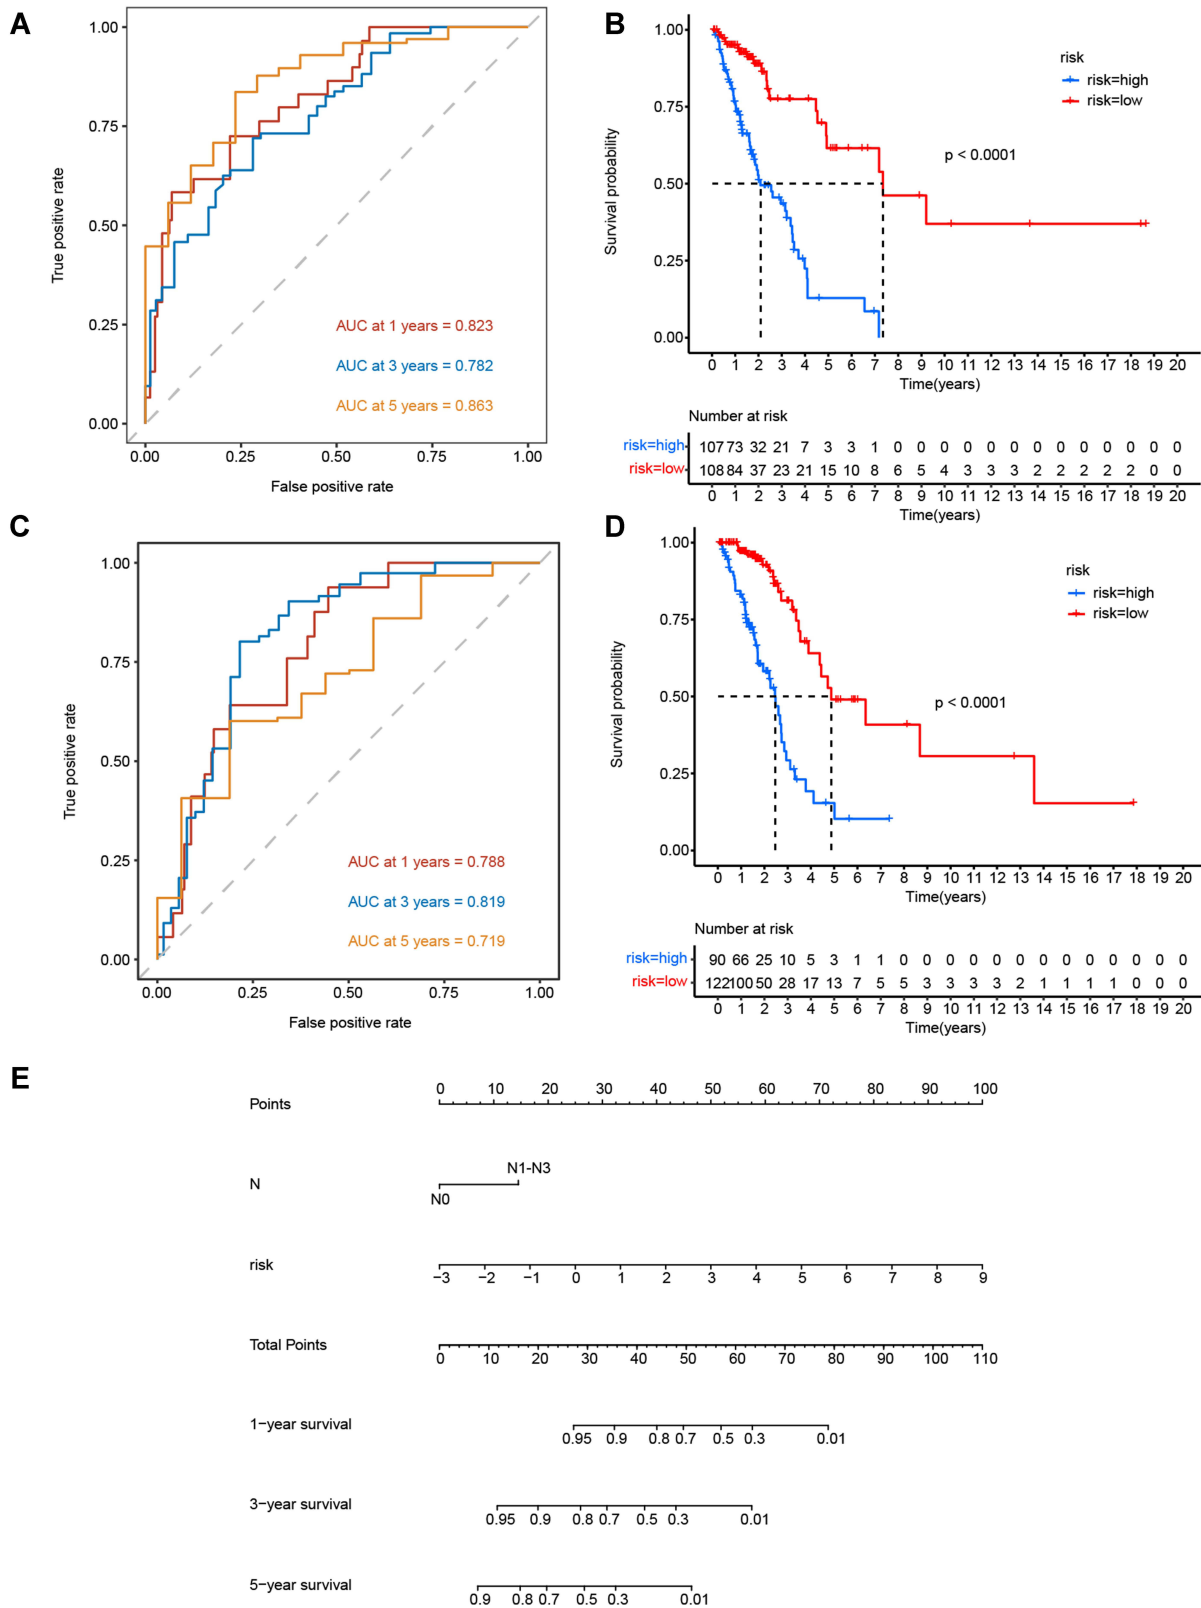 A
1.00
0.75
0.50
0.25
0.00
True positive rate
AUC at 1 years = 0.823
AUC at 3 years = 0.782
AUC at 5 years = 0.863
0.00 0.25 0.50 0.75 1.00
False positive rate
B
1.00
0.75
0.50
0.25
0.00
Survival probability
risk
risk=high
risk=low
p < 0.0001
0 1 2 3 4 5 6 7 8 9 10 11 12 13 14 15 16 17 18 19 20
Time(years)
Number at risk
risk=high 107 73 32 21 7 3 3 1 0 0 0 0 0 0 0 0 0 0 0 0 0
risk=low 108 84 37 23 21 15 10 8 6 5 4 3 3 3 2 2 2 2 2 0 0
0 1 2 3 4 5 6 7 8 9 10 11 12 13 14 15 16 17 18 19 20
Time(years)
C
1.00
0.75
0.50
0.25
0.00
True positive rate
AUC at 1 years = 0.788
AUC at 3 years = 0.819
AUC at 5 years = 0.719
0.00 0.25 0.50 0.75 1.00
False positive rate
D
1.00
0.75
0.50
0.25
0.00
Survival probability
risk
risk=high
risk=low
p < 0.0001
0 1 2 3 4 5 6 7 8 9 10 11 12 13 14 15 16 17 18 19 20
Time(years)
Number at risk
risk=high 90 66 25 10 5 3 1 1 0 0 0 0 0 0 0 0 0 0 0 0 0
risk=low 122 100 50 28 17 13 7 5 5 3 3 3 3 2 1 1 1 1 0 0 0
0 1 2 3 4 5 6 7 8 9 10 11 12 13 14 15 16 17 18 19 20
Time(years)
E
Points
0 10 20 30 40 50 60 70 80 90 100
N
N1-N3
N0
risk
−3 −2 −1 0 1 2 3 4 5 6 7 8 9
Total Points
0 10 20 30 40 50 60 70 80 90 100 110
1−year survival
0.95 0.9 0.8 0.7 0.5 0.3 0.01
3−year survival
0.95 0.9 0.8 0.7 0.5 0.3 0.01
5−year survival
0.9 0.8 0.7 0.5 0.3 0.01